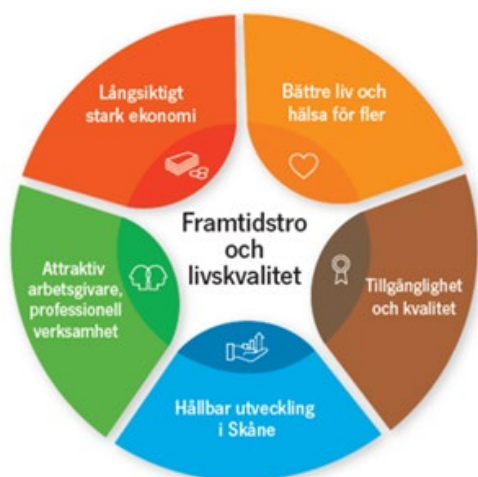 Långsiktigt
stark ekonomi
Bättre liv och
hälsa för fler
Framtidstro
och
livskvalitet
Attraktiv
arbetsgivare,
professionell
verksamhet
Tillgänglighet
och kvalitet
Hållbar utveckling
i Skåne